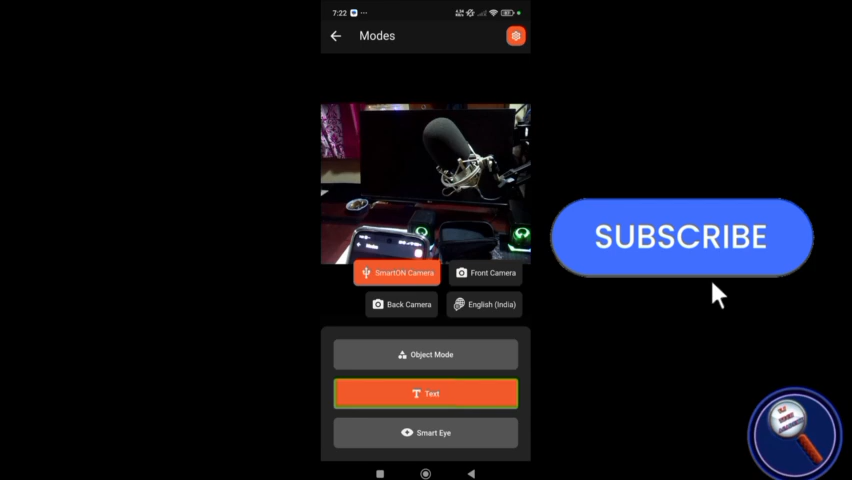 7:22
Modes
SmartON Camera
Front Camera
Back Camera
English (India)
Object Mode
Text
Smart Eye
SUBSCRIBE